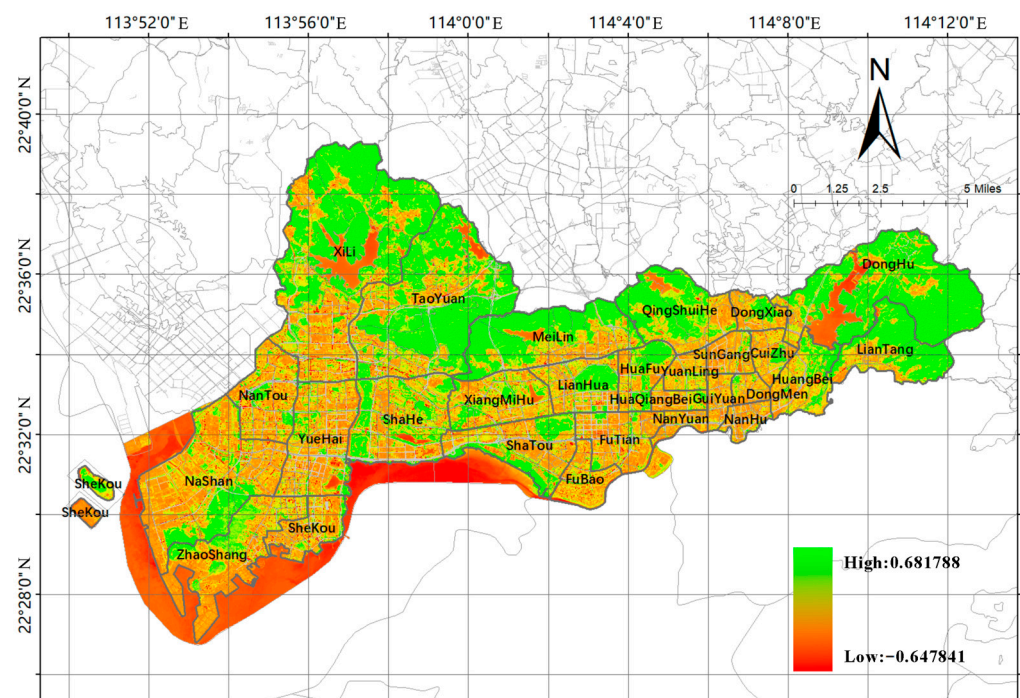 113°52'0"E 113°56'0"E 114°0'0"E 114°4'0"E 114°8'0"E 114°12'0"E
N
22°40'0"N
0 1.25 2.5 5 Miles
XiLi
22°36'0"N
DongHu
TaoYuan
QingShuiHe DongXiao
MeiLin
SunGang CuiZhu LianTang
HuaFu YuanLing
LianHua HuangBei
NanTou XiangMiHu HuaQiangBei GuiYuan DongMen
ShaHe NanYuan NanHu
22°32'0"N
YueHai ShaTou FuTian
SheKou NaShan FuBao
SheKou
SheKou
ZhaoShang
High:0.681788
22°28'0"N
Low:-0.647841